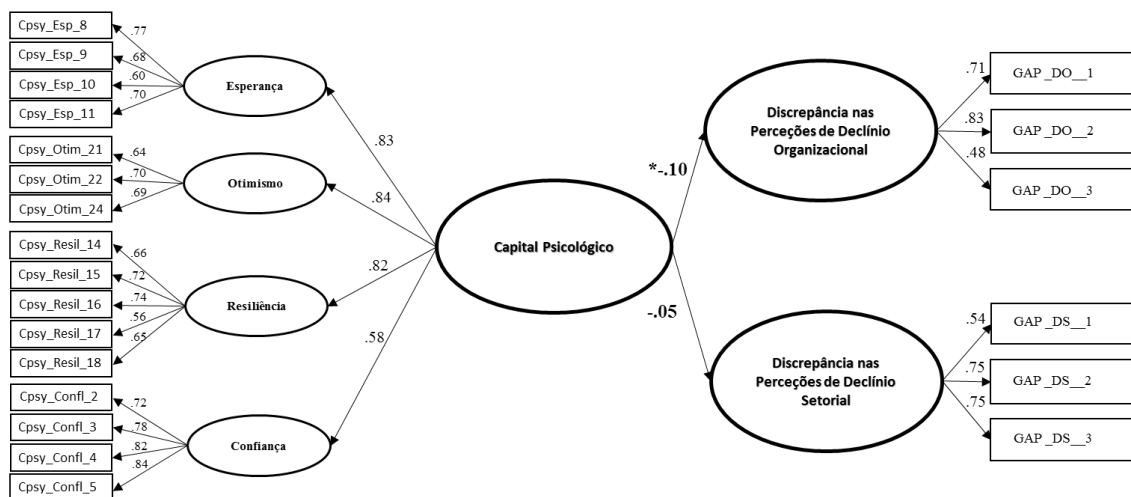 Cpsy_Esp_8
Cpsy_Esp_9
Cpsy_Esp_10
Cpsy_Esp_11
.77
.68
.60
.70
Esperança
Cpsy_Otim_21
Cpsy_Otim_22
Cpsy_Otim_24
.64
.70
.69
Otimismo
Cpsy_Resil_14
Cpsy_Resil_15
Cpsy_Resil_16
Cpsy_Resil_17
Cpsy_Resil_18
.66
.72
.74
.56
.65
Resiliência
Cpsy_Confl_2
Cpsy_Confl_3
Cpsy_Confl_4
Cpsy_Confl_5
.72
.78
.82
.84
Confiança
.83
.84
.82
.58
Capital Psicológico
*-.10
-.05
Discrepância nas
Perceções de Declínio
Organizacional
.71
.83
.48
GAP _DO__1
GAP _DO__2
GAP _DO__3
Discrepância nas
Perceções de Declínio
Setorial
.54
.75
.75
GAP _DS__1
GAP _DS__2
GAP _DS__3